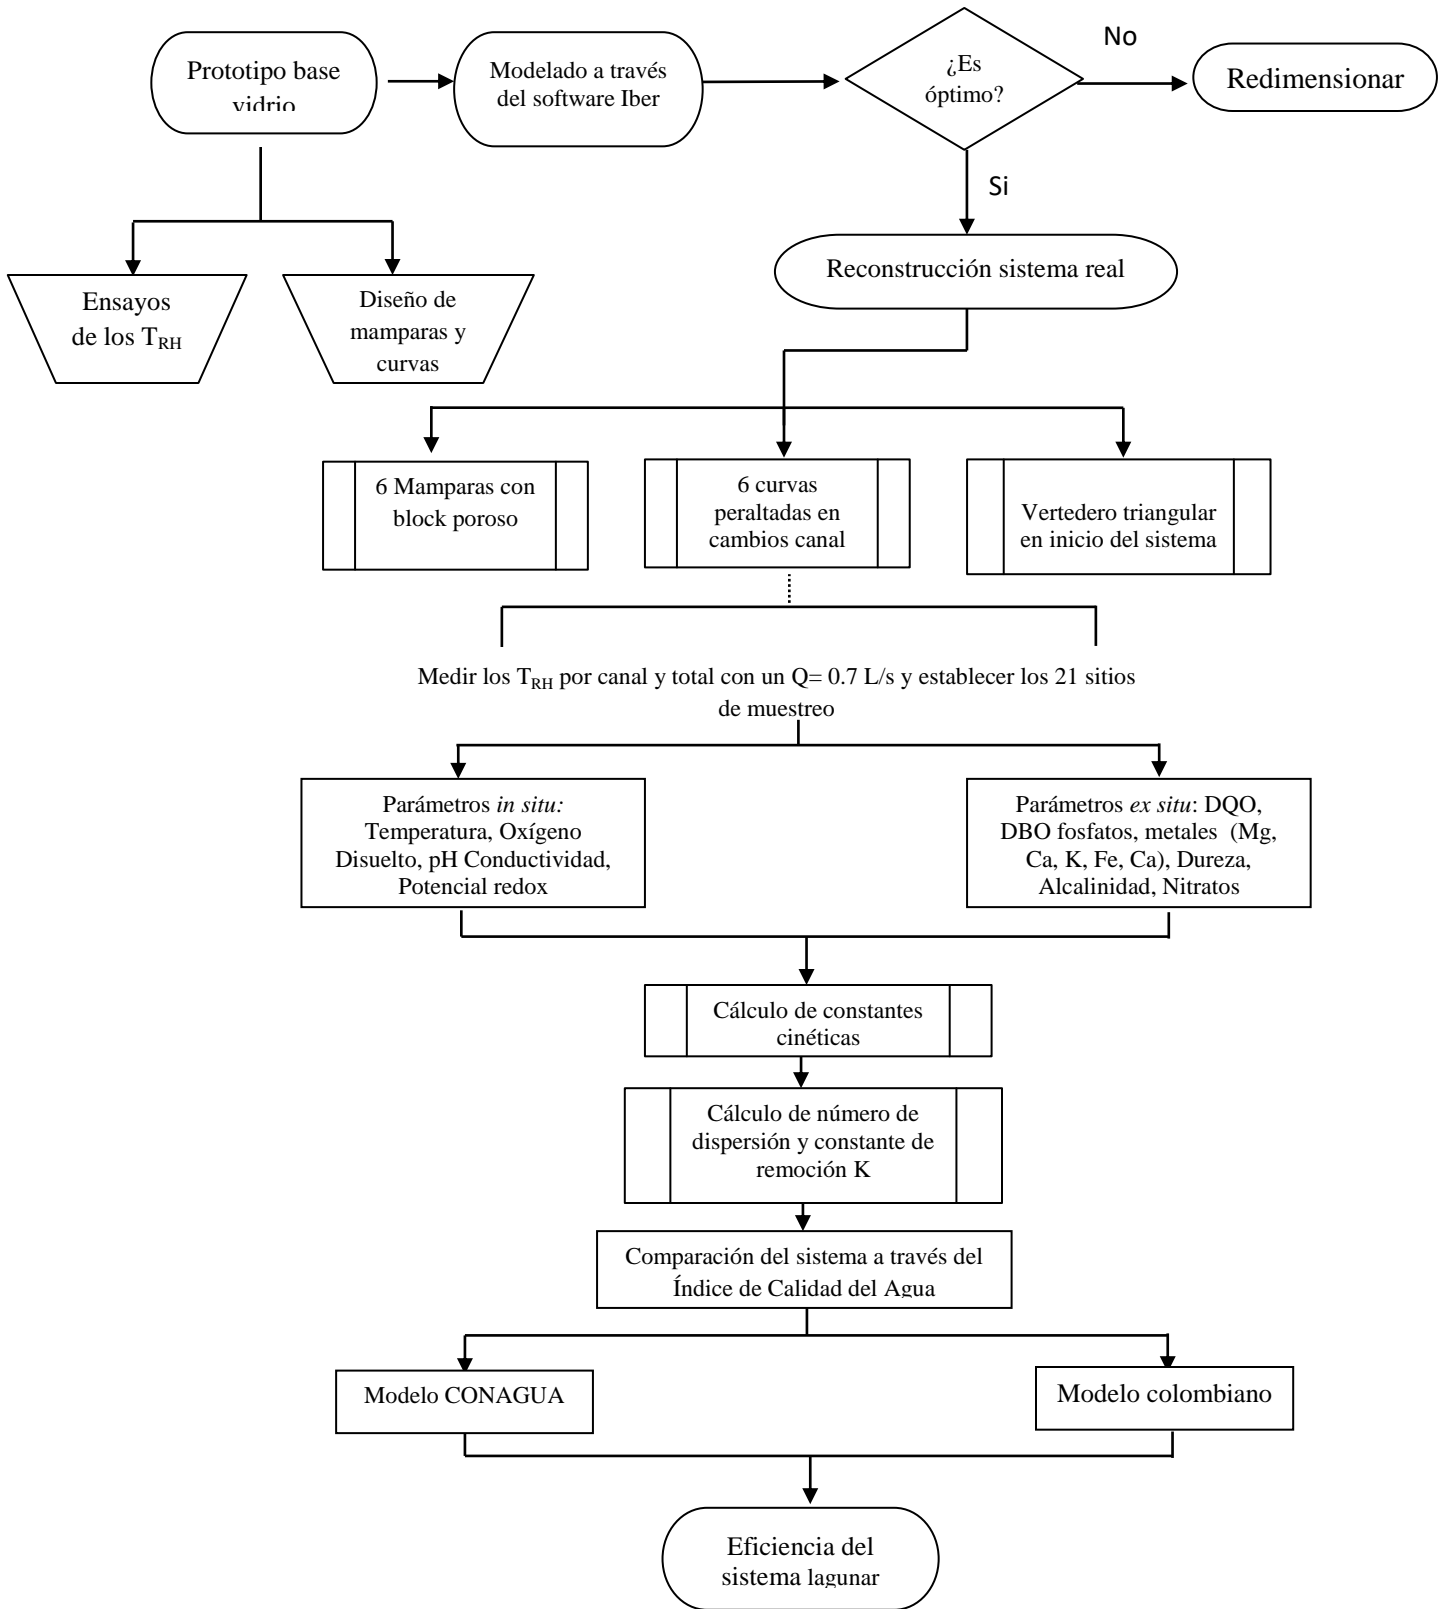 Prototipo base
vidrio
Modelado a través
del software Iber
¿Es
óptimo?
No
Redimensionar
Si
Reconstrucción sistema real
Ensayos
de los TRH
Diseño de
mamparas y
curvas
6 Mamparas con
block poroso
6 curvas
peraltadas en
cambios canal
Vertedero triangular
en inicio del sistema
Medir los TRH por canal y total con un Q= 0.7 L/s y establecer los 21 sitios
de muestreo
Parámetros in situ:
Temperatura, Oxígeno
Disuelto, pH Conductividad,
Potencial redox
Parámetros ex situ: DQO,
DBO fosfatos, metales (Mg,
Ca, K, Fe, Ca), Dureza,
Alcalinidad, Nitratos
Cálculo de constantes
cinéticas
Cálculo de número de
dispersión y constante de
remoción K
Comparación del sistema a través del
Índice de Calidad del Agua
Modelo CONAGUA
Modelo colombiano
Eficiencia del
sistema lagunar